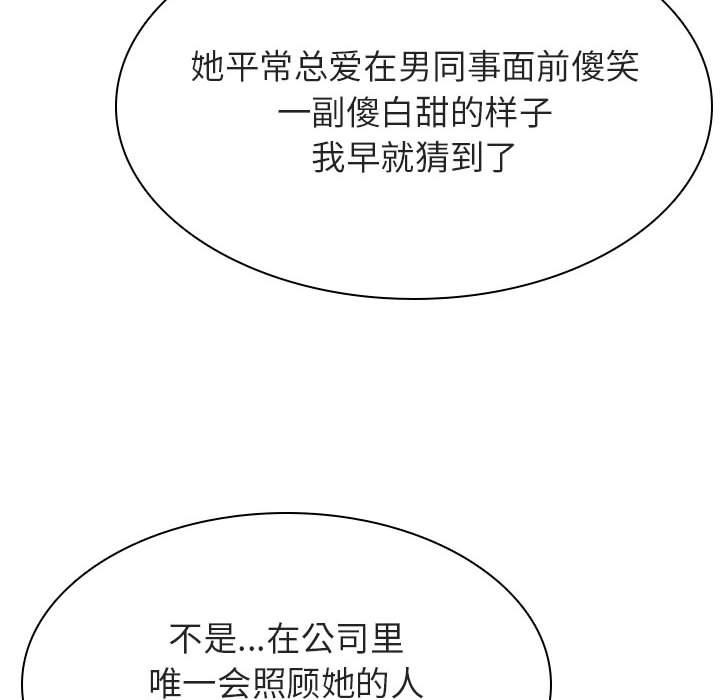 她平常总爱在男同事面前傻笑
一副傻白甜的样子
我早就猜到了
不是...在公司里
唯一会照顾她的人